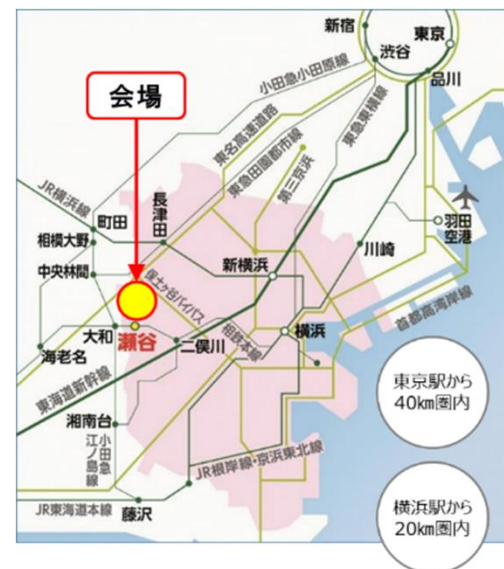 新宿
東京
渋谷
品川
会場
小田急小田原線
東名高速道路
東急田園都市線
東急東横線
第三京浜
JR横浜線
町田
長津田
相模大野
中央林間
羽田
空港
川崎
新横浜
保土ヶ谷バイパス
首都高湾岸線
横浜
相鉄本線
大和
瀬谷
二俣川
海老名
東海道新幹線
東京駅から
40km圏内
湘南台
小田急
江ノ島線
JR根岸線・京浜東北線
横浜駅から
20km圏内
藤沢
JR東海道本線